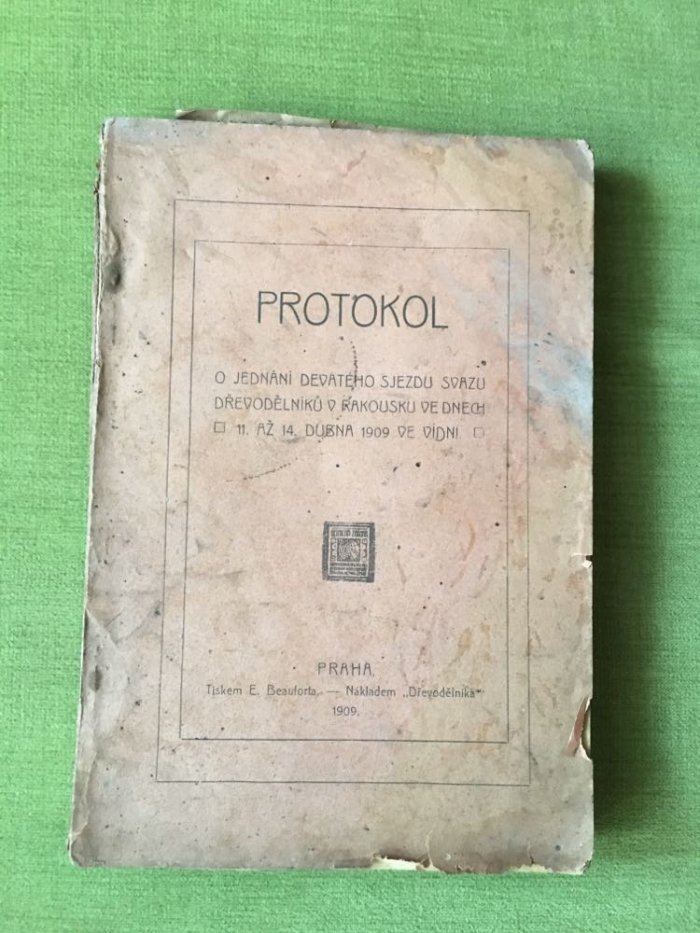 PROTOKOL
O JEDNÁNÍ DEVATÉHO SJEZDU SVAZU
DŘEVODĚLNÍKŮ V RAKOUSKU VE DNECH
11. AŽ 14. DUBNA 1909 VE VÍDNI.
PRAHA.
Tiskem E. Beauforta. — Nákladem „Dřevodělníka“
1909.